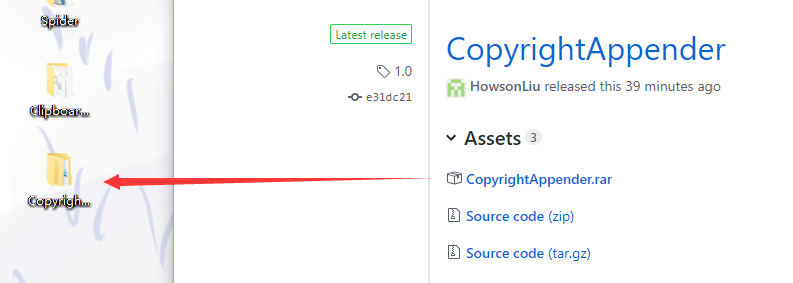 Spider
Clipboar...
Copyrigh...
Latest release
1.0
e31dc21
CopyrightAppender
HowsonLiu released this 39 minutes ago
Assets 3
CopyrightAppender.rar
Source code (zip)
Source code (tar.gz)